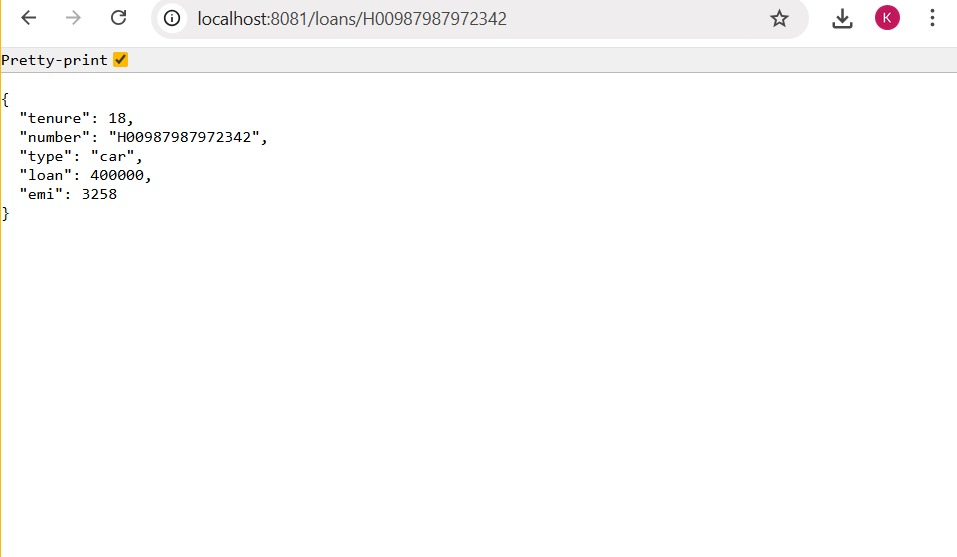 localhost:8081/loans/H00987987972342
K
Pretty-print
{
"tenure": 18,
"number": "H00987987972342",
"type": "car",
"loan": 400000,
"emi": 3258
}